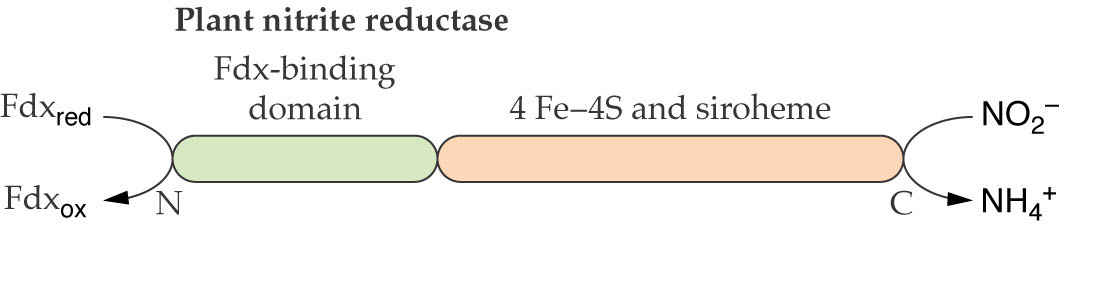 Plant nitrite reductase
Fdx-binding
domain
4 Fe–4S and siroheme
Fdxred
NO2−
Fdxox
N
C
NH4+